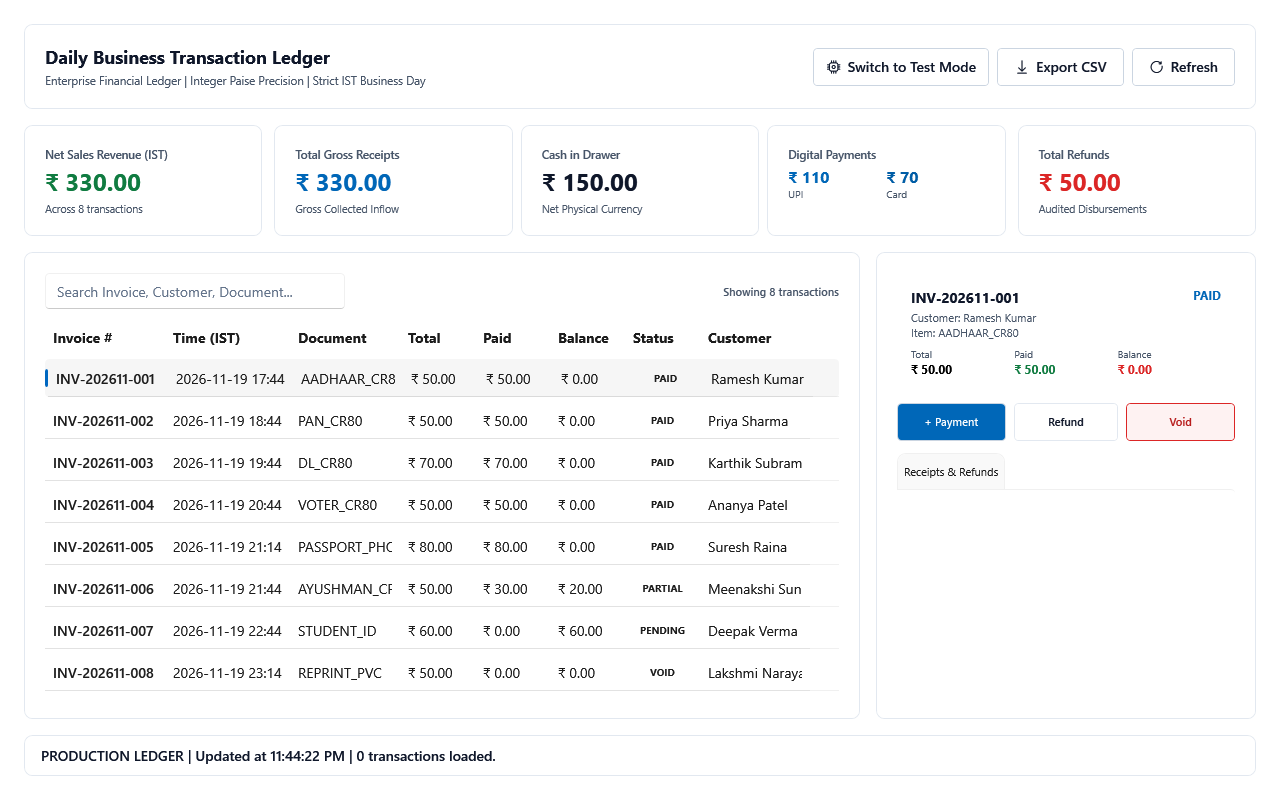 Daily Business Transaction Ledger
Enterprise Financial Ledger | Integer Paise Precision | Strict IST Business Day
Switch to Test Mode
Export CSV
Refresh
Net Sales Revenue (IST)
₹ 330.00
Across 8 transactions
Total Gross Receipts
₹ 330.00
Gross Collected Inflow
Cash in Drawer
₹ 150.00
Net Physical Currency
Digital Payments
₹ 110 ₹ 70
UPI Card
Total Refunds
₹ 50.00
Audited Disbursements
Search Invoice, Customer, Document...
Showing 8 transactions
Invoice # Time (IST) Document Total Paid Balance Status Customer
INV-202611-001 2026-11-19 17:44 AADHAAR_CR8 ₹ 50.00 ₹ 50.00 ₹ 0.00 PAID Ramesh Kumar
INV-202611-002 2026-11-19 18:44 PAN_CR80 ₹ 50.00 ₹ 50.00 ₹ 0.00 PAID Priya Sharma
INV-202611-003 2026-11-19 19:44 DL_CR80 ₹ 70.00 ₹ 70.00 ₹ 0.00 PAID Karthik Subram
INV-202611-004 2026-11-19 20:44 VOTER_CR80 ₹ 50.00 ₹ 50.00 ₹ 0.00 PAID Ananya Patel
INV-202611-005 2026-11-19 21:14 PASSPORT_PHO ₹ 80.00 ₹ 80.00 ₹ 0.00 PAID Suresh Raina
INV-202611-006 2026-11-19 21:44 AYUSHMAN_CR ₹ 50.00 ₹ 30.00 ₹ 20.00 PARTIAL Meenakshi Sun
INV-202611-007 2026-11-19 22:44 STUDENT_ID ₹ 60.00 ₹ 0.00 ₹ 60.00 PENDING Deepak Verma
INV-202611-008 2026-11-19 23:14 REPRINT_PVC ₹ 50.00 ₹ 0.00 ₹ 0.00 VOID Lakshmi Naraya
INV-202611-001 PAID
Customer: Ramesh Kumar
Item: AADHAAR_CR80
Total Paid Balance
₹ 50.00 ₹ 50.00 ₹ 0.00
+ Payment
Refund
Void
Receipts & Refunds
PRODUCTION LEDGER | Updated at 11:44:22 PM | 0 transactions loaded.